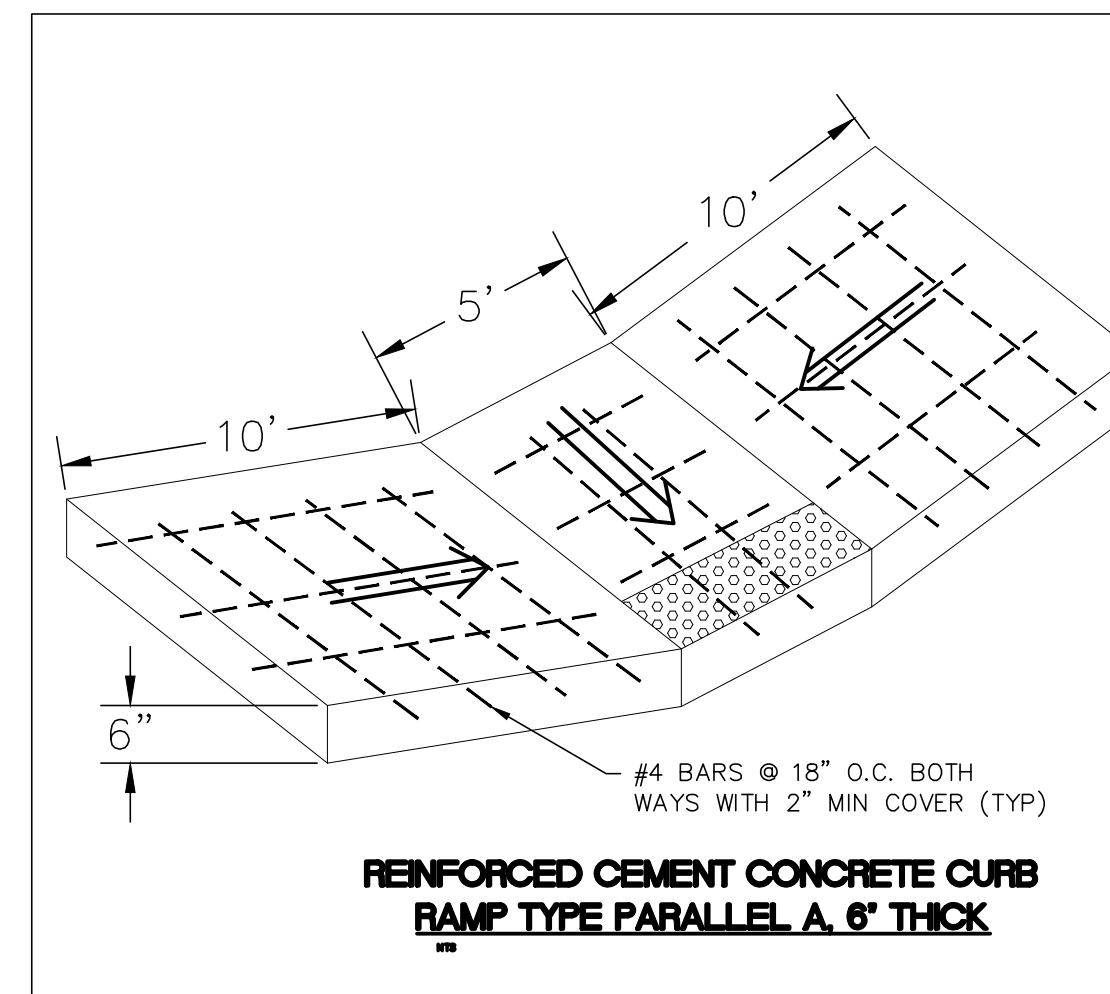 10’
5’
10’
6”
#4 BARS @ 18” O.C. BOTH
WAYS WITH 2” MIN COVER (TYP)
REINFORCED CEMENT CONCRETE CURB
RAMP TYPE PARALLEL A, 6" THICK
NTS